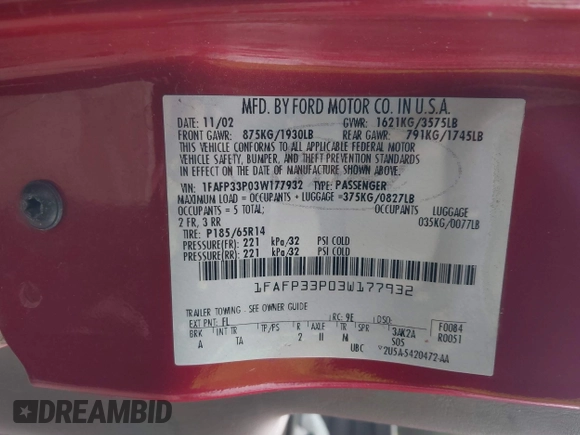 MFD. BY FORD MOTOR CO. IN U.S.A.
DATE: 11/02 GVWR: 1621KG/3575LB
FRONT GAWR: 875KG/1930LB REAR GAWR: 791KG/1745LB
THIS VEHICLE CONFORMS TO ALL APPLICABLE FEDERAL MOTOR VEHICLE
SAFETY, BUMPER, AND THEFT PREVENTION STANDARDS
IN EFFECT ON THE DATE OF MANUFACTURE SHOWN ABOVE.
VIN: 1FAFP33P03W177932 TYPE: PASSENGER
MAXIMUM LOAD = OCCUPANTS + LUGGAGE = 375KG/0827LB
OCCUPANTS = 5 TOTAL: OCCUPANTS LUGGAGE
2 FR, 3 RR 035KG/0077LB
TIRE: P185/65R14
PRESSURE(FR): 221 kPa/32 PSI COLD
PRESSURE(RR): 221 kPa/32 PSI COLD
1FAFP33P03W177932
TRAILER TOWING - SEE OWNER GUIDE
EXT PNT: FL RC: 9E DSO: F0084
BRK INT TR TP/PS R AXLE TR SPR 3AK2A R0051
A TA 2 M SOS
UBC 2U5A-5420472-AA
DREAMBID